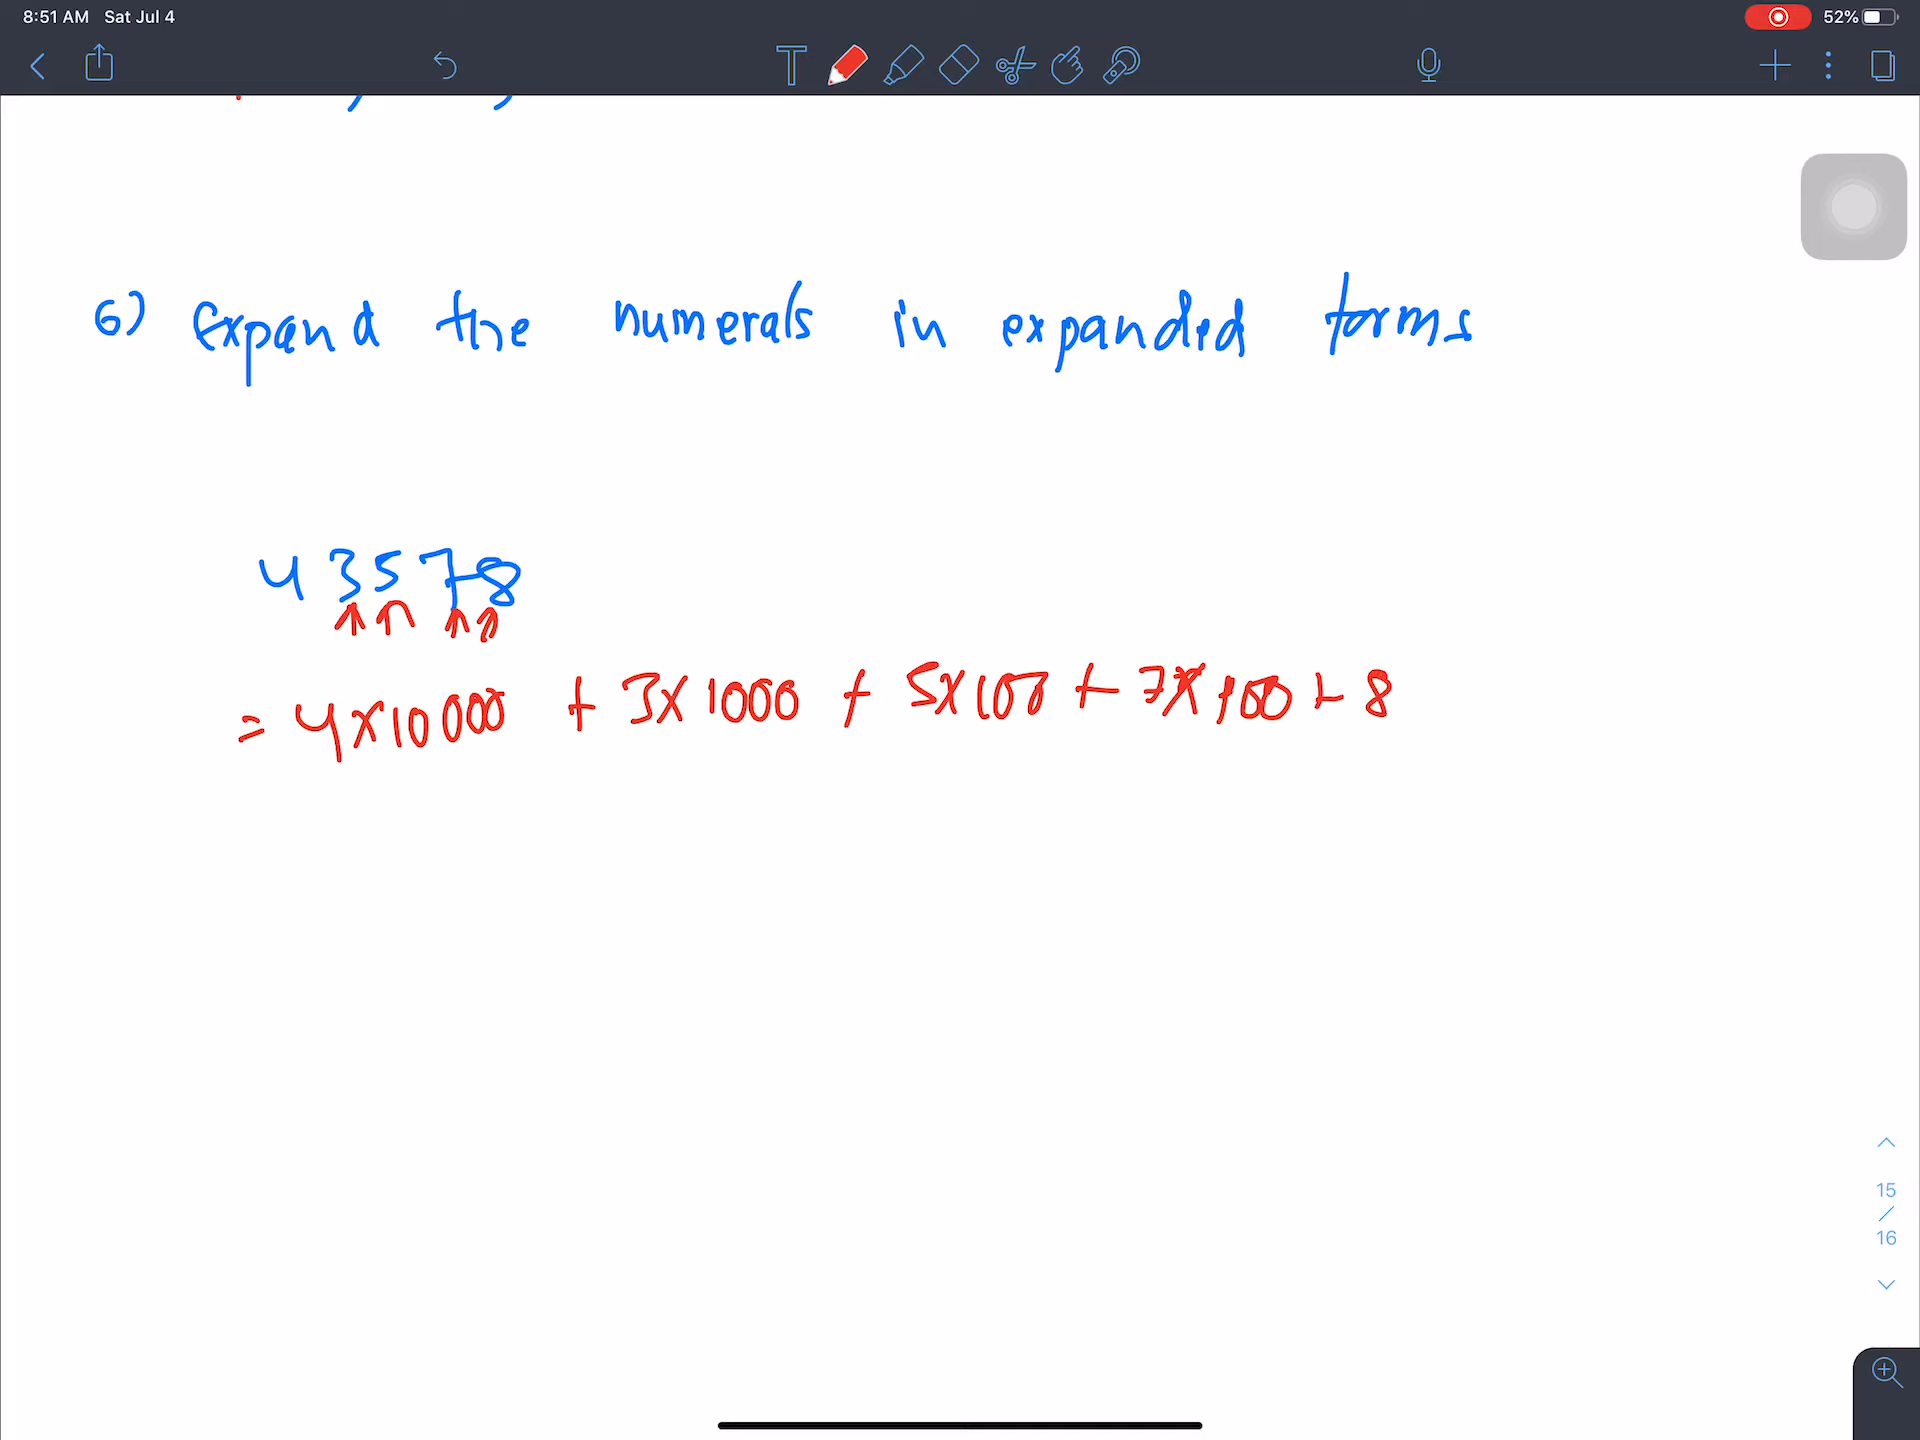 8:51 AM Sat Jul 4 52%
T
6) Expand the numerals in expanded forms
43578
= 4x10000 + 3x1000 + 5x100 + 7x100 + 8
15
/
16